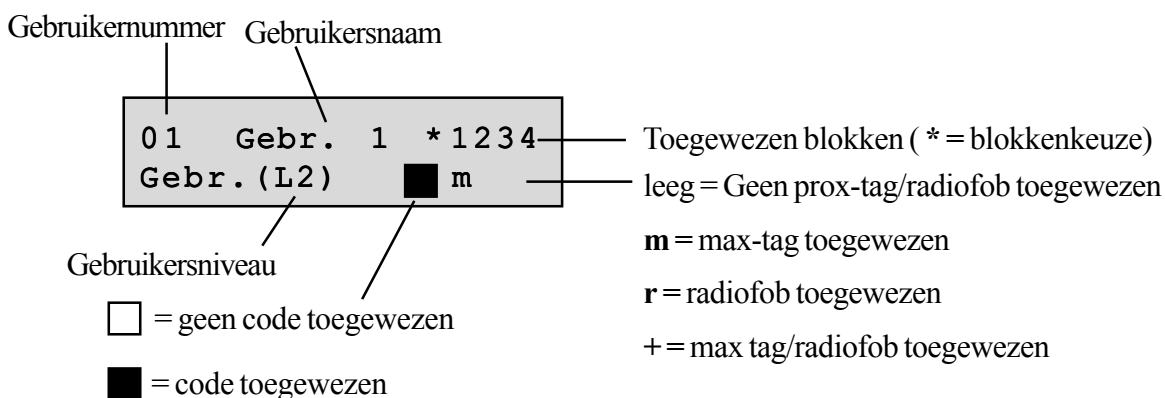 Gebruikernummer
Gebruikersnaam
01 Gebr. 1 *1234
Gebr.(L2) ■ m
Toegewezen blokken ( * = blokkenkeuze)
leeg = Geen prox-tag/radiofob toegewezen
m = max-tag toegewezen
r = radiofob toegewezen
+ = max tag/radiofob toegewezen
Gebruikersniveau
□ = geen code toegewezen
■ = code toegewezen